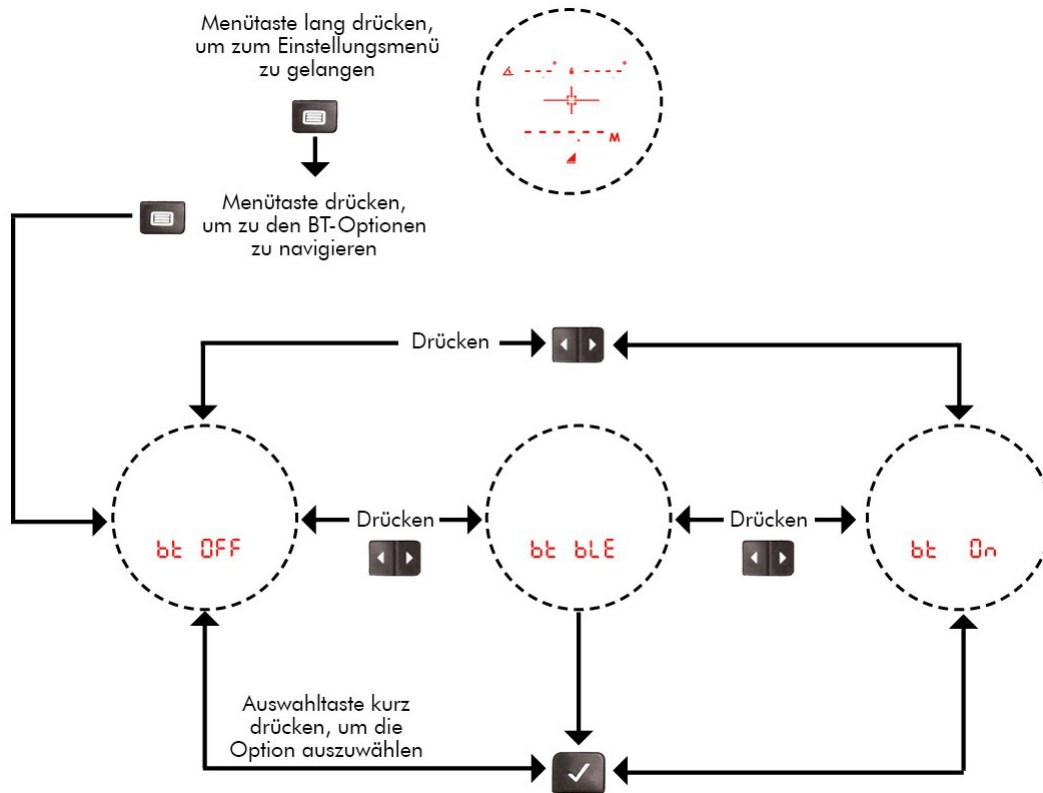 Menütaste lang drücken,
um zum Einstellungsmenü
zu gelangen
M
Menütaste drücken,
um zu den BT-Optionen
zu navigieren
Drücken
Drücken
Drücken
bt OFF
bt bLE
bt On
Auswahltaste kurz
drücken, um die
Option auszuwählen